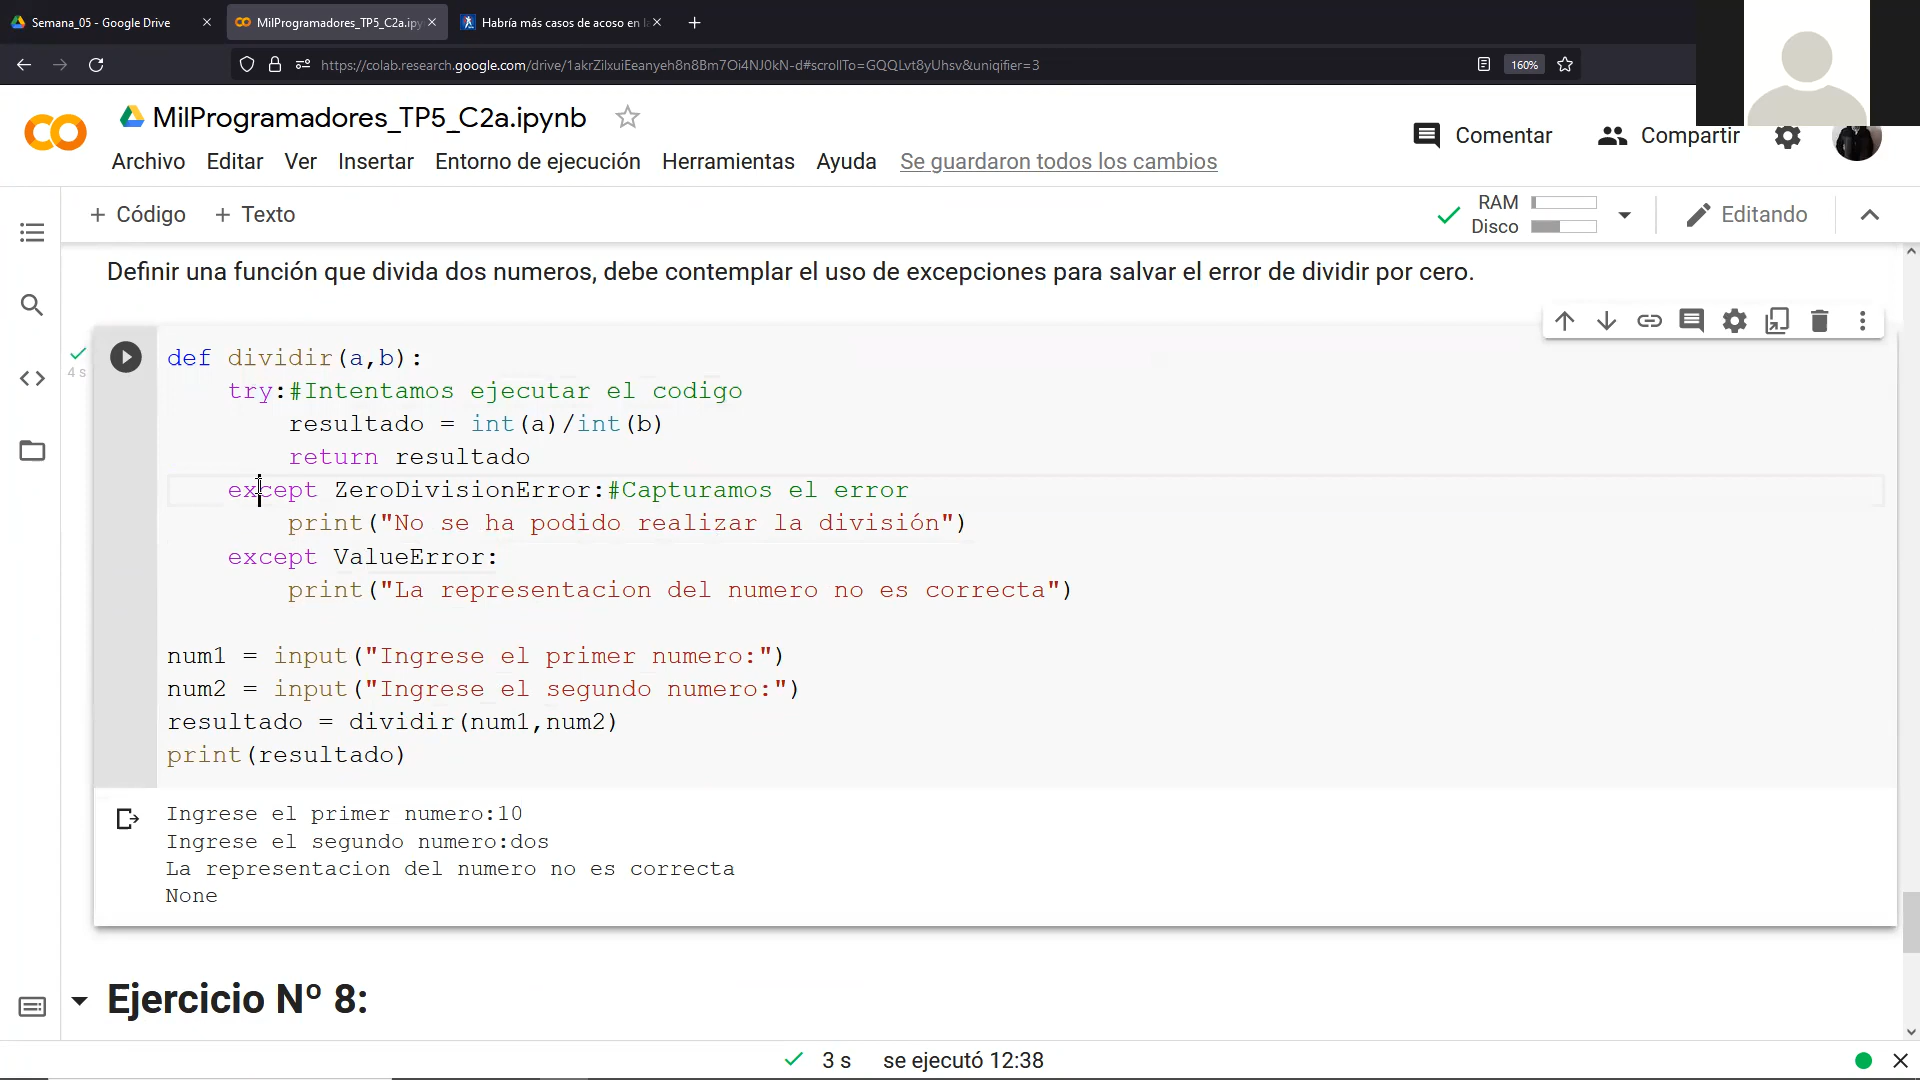 Semana_05 - Google Drive
MilProgramadores_TP5_C2a.ipy
Habría más casos de acoso en l
https://colab.research.google.com/drive/1akrZilxuiEeanyeh8n8Bm7Oi4NJ0kN-d#scrollTo=GQQLvt8yUhsv&uniqifier=3
160%
MilProgramadores_TP5_C2a.ipynb
Comentar
Compartir
Archivo Editar Ver Insertar Entorno de ejecución Herramientas Ayuda Se guardaron todos los cambios
+ Código + Texto
RAM
Disco
Editando
Definir una función que divida dos numeros, debe contemplar el uso de excepciones para salvar el error de dividir por cero.
4 s
def dividir(a,b):
try:#Intentamos ejecutar el codigo
resultado = int(a)/int(b)
return resultado
except ZeroDivisionError:#Capturamos el error
print("No se ha podido realizar la división")
except ValueError:
print("La representacion del numero no es correcta")
num1 = input("Ingrese el primer numero:")
num2 = input("Ingrese el segundo numero:")
resultado = dividir(num1,num2)
print(resultado)
Ingrese el primer numero:10
Ingrese el segundo numero:dos
La representacion del numero no es correcta
None
Ejercicio Nº 8:
3 s se ejecutó 12:38